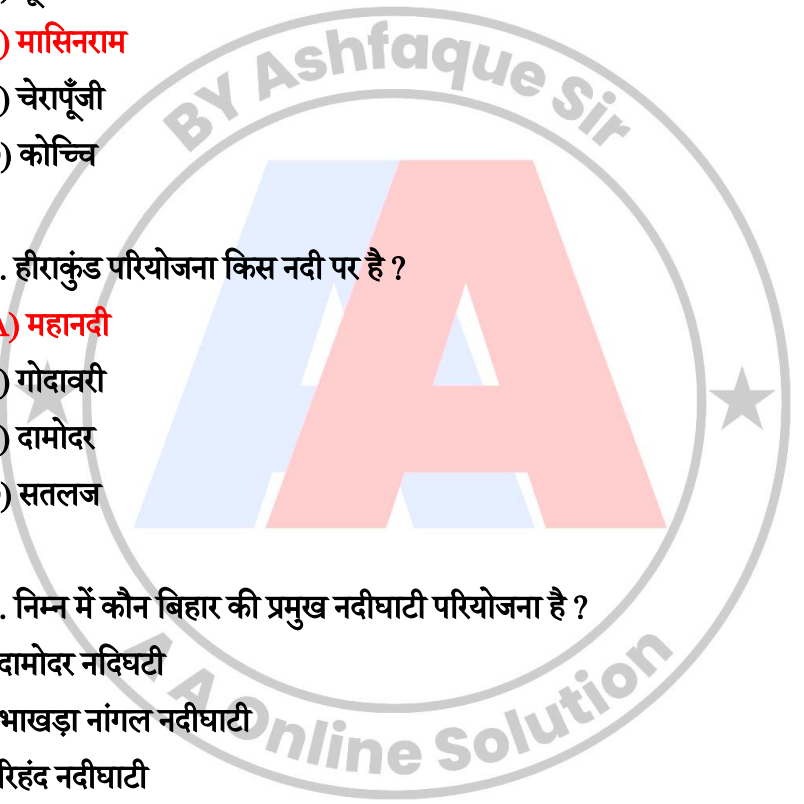 ) मासिनराम
) चेरापूँजी
) कोच्चि
. हीराकुंड परियोजना किस नदी पर है ?
A) महानदी
) गोदावरी
) दामोदर
) सतलज
. निम्न में कौन बिहार की प्रमुख नदीघाटी परियोजना है ?
दामोदर नदिघटी
भाखड़ा नांगल नदीघाटी
रिहंद नदीघाटी
BY Ashfaque Sir
A A Online Solution